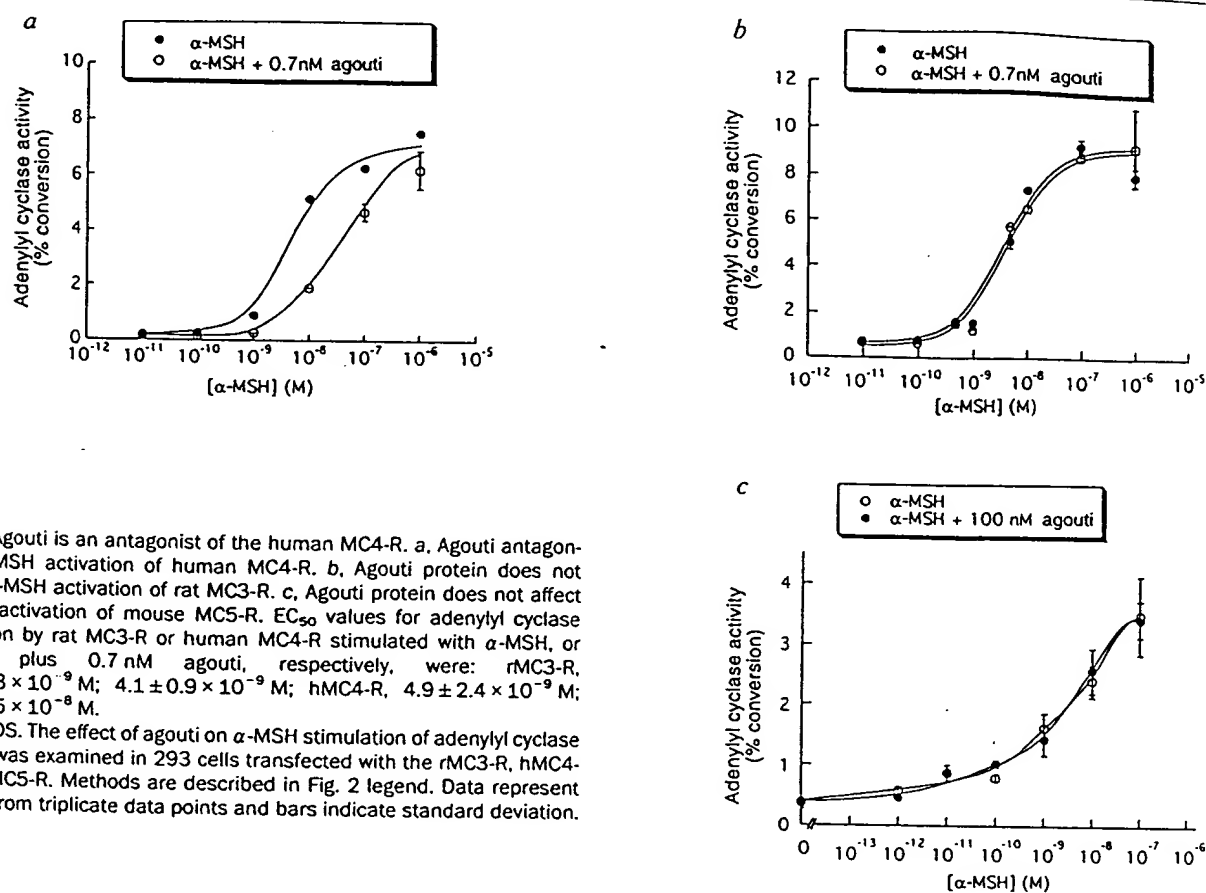 a
α-MSH
α-MSH + 0.7nM agouti
10
8
6
4
2
0
Adenylyl cyclase activity
(% conversion)
10⁻¹² 10⁻¹¹ 10⁻¹⁰ 10⁻⁹ 10⁻⁸ 10⁻⁷ 10⁻⁶ 10⁻⁵
[α-MSH] (M)
b
α-MSH
α-MSH + 0.7nM agouti
12
10
8
6
4
2
0
Adenylyl cyclase activity
(% conversion)
10⁻¹² 10⁻¹¹ 10⁻¹⁰ 10⁻⁹ 10⁻⁸ 10⁻⁷ 10⁻⁶ 10⁻⁵
[α-MSH] (M)
Agouti is an antagonist of the human MC4-R. a, Agouti antagon-
MSH activation of human MC4-R. b, Agouti protein does not
-MSH activation of rat MC3-R. c, Agouti protein does not affect
activation of mouse MC5-R. EC₅₀ values for adenylyl cyclase
on by rat MC3-R or human MC4-R stimulated with α-MSH, or
plus 0.7 nM agouti, respectively, were: rMC3-R,
× 10⁻⁹ M; 4.1 ± 0.9 × 10⁻⁹ M; hMC4-R, 4.9 ± 2.4 × 10⁻⁹ M;
× 10⁻⁸ M.
DS. The effect of agouti on α-MSH stimulation of adenylyl cyclase
was examined in 293 cells transfected with the rMC3-R, hMC4-
MC5-R. Methods are described in Fig. 2 legend. Data represent
from triplicate data points and bars indicate standard deviation.
c
α-MSH
α-MSH + 100 nM agouti
4
3
2
1
0
Adenylyl cyclase activity
(% conversion)
0 10⁻¹³ 10⁻¹² 10⁻¹¹ 10⁻¹⁰ 10⁻⁹ 10⁻⁸ 10⁻⁷ 10⁻⁶
[α-MSH] (M)